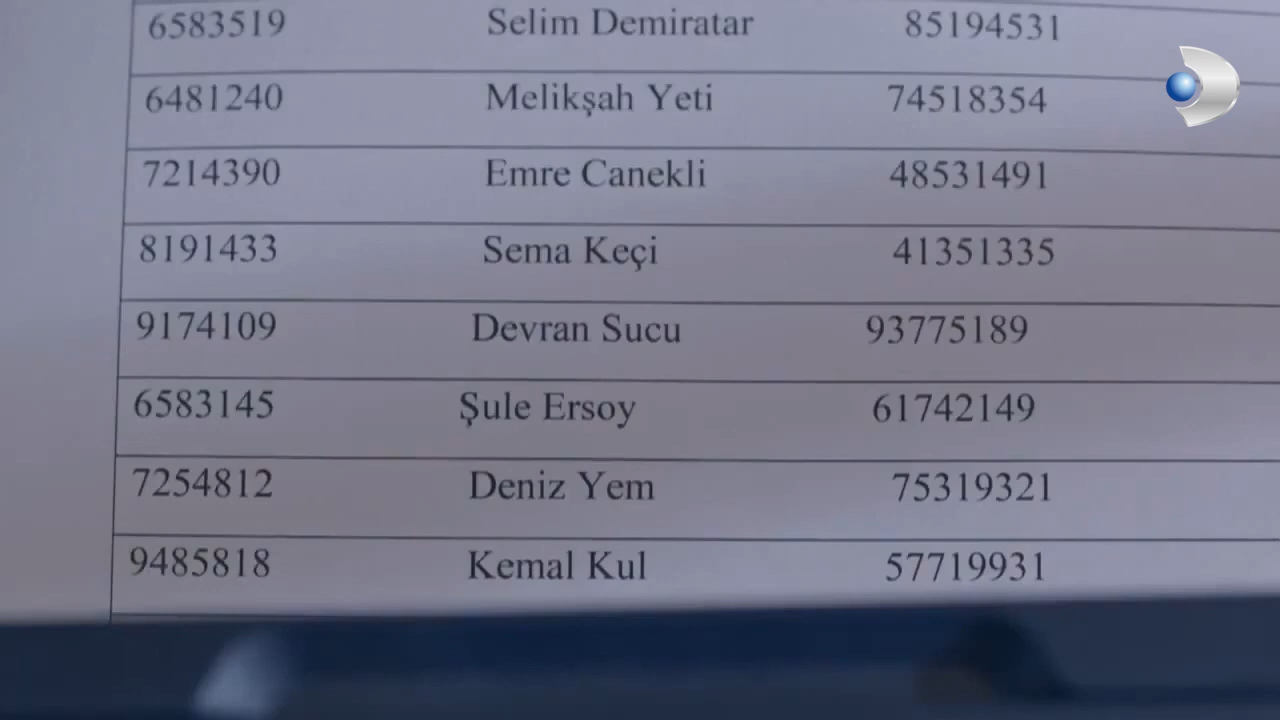 6583519 Selim Demiratar 85194531
6481240 Melikşah Yeti 74518354
7214390 Emre Canekli 48531491
8191433 Sema Keçi 41351335
9174109 Devran Sucu 93775189
6583145 Şule Ersoy 61742149
7254812 Deniz Yem 75319321
9485818 Kemal Kul 57719931